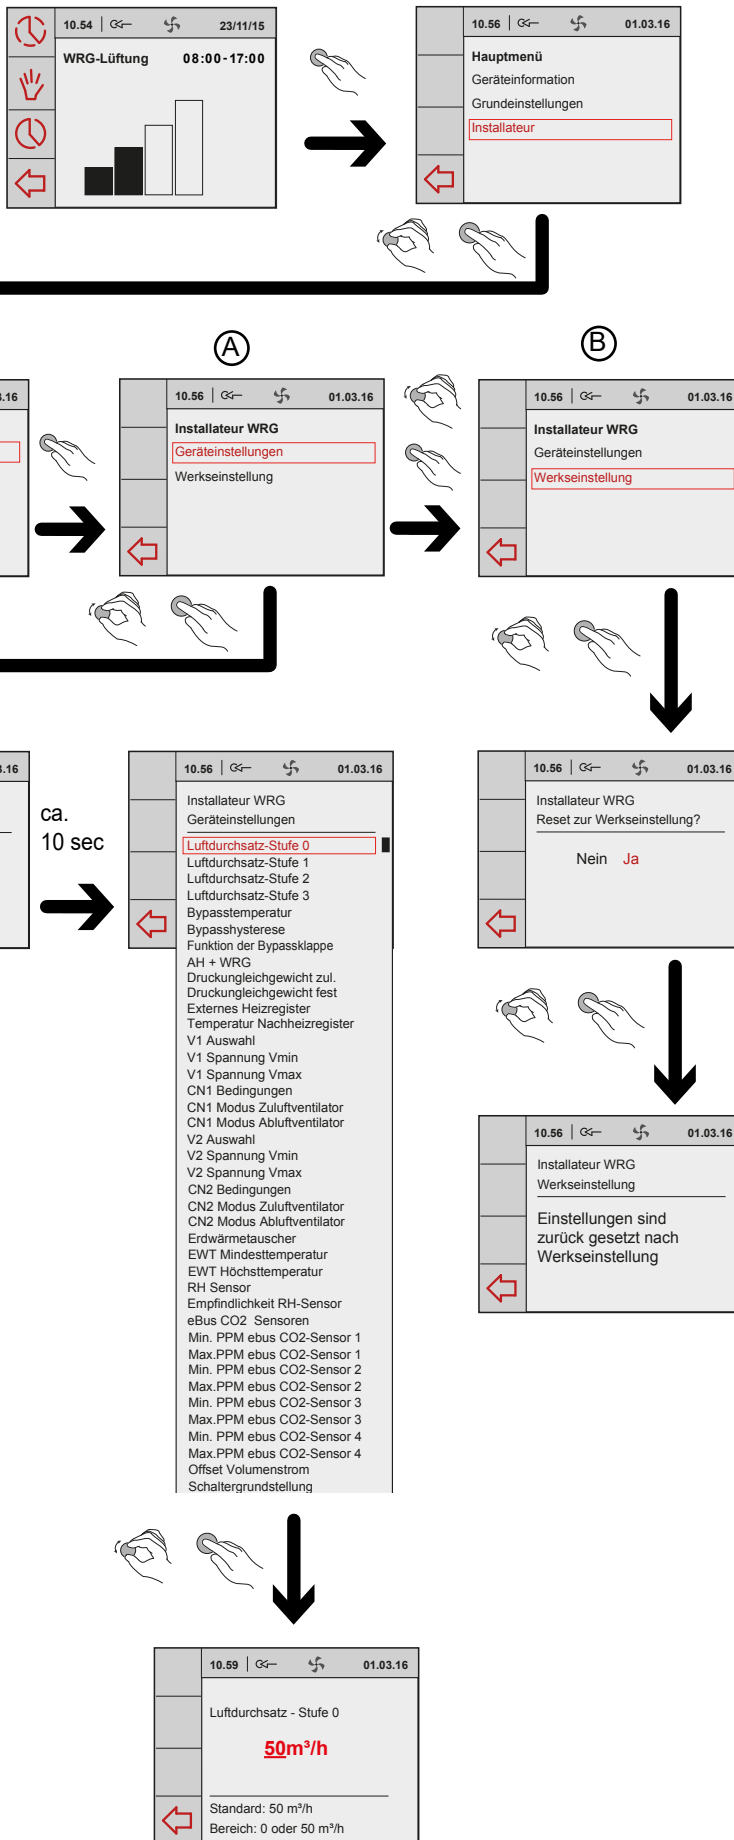 10.54 23/11/15
WRG-Lüftung 08:00-17:00
10.56 01.03.16
Hauptmenü
Geräteinformation
Grundeinstellungen
Installateur
A
B
3.16
10.56 01.03.16
Installateur WRG
Geräteinstellungen
Werkseinstellung
10.56 01.03.16
Installateur WRG
Geräteinstellungen
Werkseinstellung
3.16
ca.
10 sec
10.56 01.03.16
Installateur WRG
Geräteinstellungen
Luftdurchsatz-Stufe 0
Luftdurchsatz-Stufe 1
Luftdurchsatz-Stufe 2
Luftdurchsatz-Stufe 3
Bypasstemperatur
Bypasshysterese
Funktion der Bypassklappe
AH + WRG
Druckungleichgewicht zul.
Druckungleichgewicht fest
Externes Heizregister
Temperatur Nachheizregister
V1 Auswahl
V1 Spannung Vmin
V1 Spannung Vmax
CN1 Bedingungen
CN1 Modus Zuluftventilator
CN1 Modus Abluftventilator
V2 Auswahl
V2 Spannung Vmin
V2 Spannung Vmax
CN2 Bedingungen
CN2 Modus Zuluftventilator
CN2 Modus Abluftventilator
Erdwärmetauscher
EWT Mindesttemperatur
EWT Höchsttemperatur
RH Sensor
Empfindlichkeit RH-Sensor
eBus CO2 Sensoren
Min. PPM ebus CO2-Sensor 1
Max.PPM ebus CO2-Sensor 1
Min. PPM ebus CO2-Sensor 2
Max.PPM ebus CO2-Sensor 2
Min. PPM ebus CO2-Sensor 3
Max.PPM ebus CO2-Sensor 3
Min. PPM ebus CO2-Sensor 4
Max.PPM ebus CO2-Sensor 4
Offset Volumenstrom
Schaltergrundstellung
10.56 01.03.16
Installateur WRG
Reset zur Werkseinstellung?
Nein Ja
10.56 01.03.16
Installateur WRG
Werkseinstellung
Einstellungen sind
zurück gesetzt nach
Werkseinstellung
10.59 01.03.16
Luftdurchsatz - Stufe 0
50m³/h
Standard: 50 m³/h
Bereich: 0 oder 50 m³/h